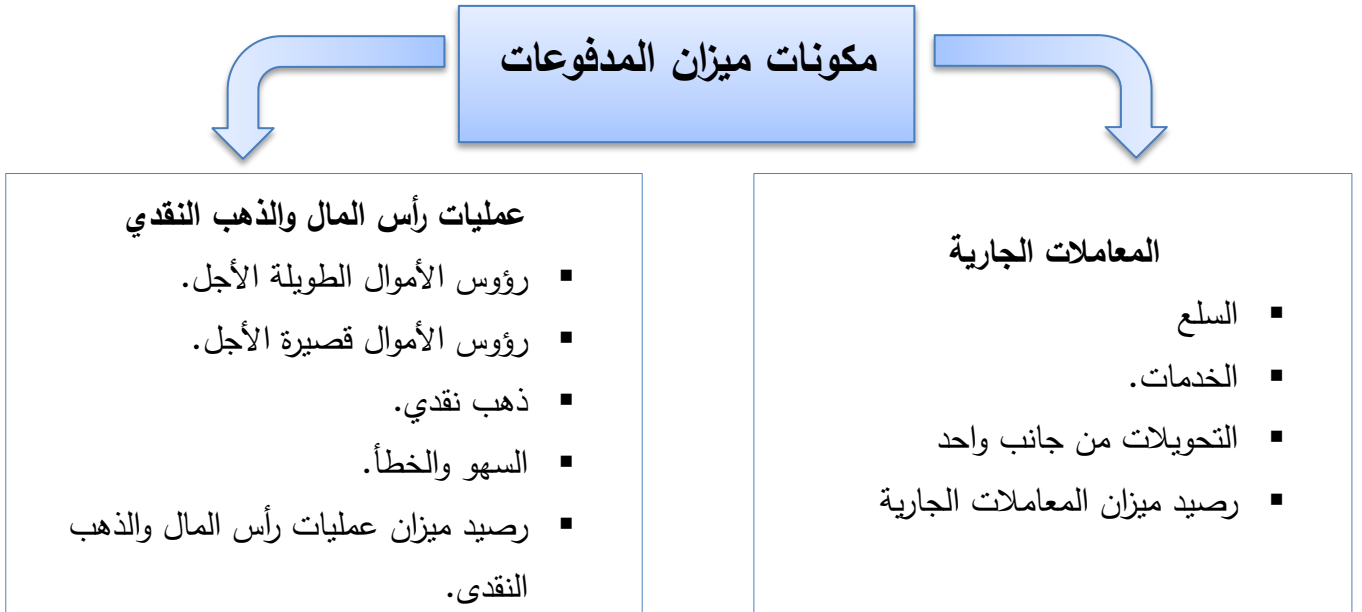 مكونات ميزان المدفوعات
المعاملات الجارية
▪ السلع
▪ الخدمات.
▪ التحويلات من جانب واحد
▪ رصيد ميزان المعاملات الجارية
عمليات رأس المال والذهب النقدي
▪ رؤوس الأموال الطويلة الأجل.
▪ رؤوس الأموال قصيرة الأجل.
▪ ذهب نقدي.
▪ السهو والخطأ.
▪ رصيد ميزان عمليات رأس المال والذهب
النقدي.